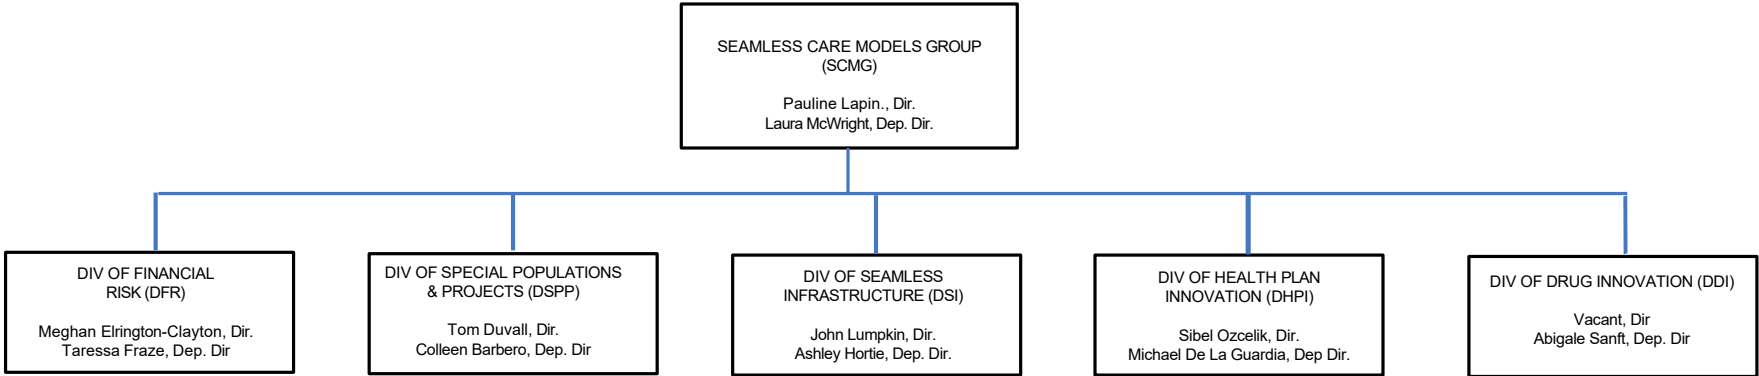 SEAMLESS CARE MODELS GROUP
(SCMG)
Pauline Lapin., Dir.
Laura McWright, Dep. Dir.
DIV OF FINANCIAL
RISK (DFR)
Meghan Elrington-Clayton, Dir.
Taressa Fraze, Dep. Dir
DIV OF SPECIAL POPULATIONS
& PROJECTS (DSPP)
Tom Duvall, Dir.
Colleen Barbero, Dep. Dir
DIV OF SEAMLESS
INFRASTRUCTURE (DSI)
John Lumpkin, Dir.
Ashley Hortie, Dep. Dir.
DIV OF HEALTH PLAN
INNOVATION (DHPI)
Sibel Ozcelik, Dir.
Michael De La Guardia, Dep Dir.
DIV OF DRUG INNOVATION (DDI)
Vacant, Dir
Abigale Sanft, Dep. Dir